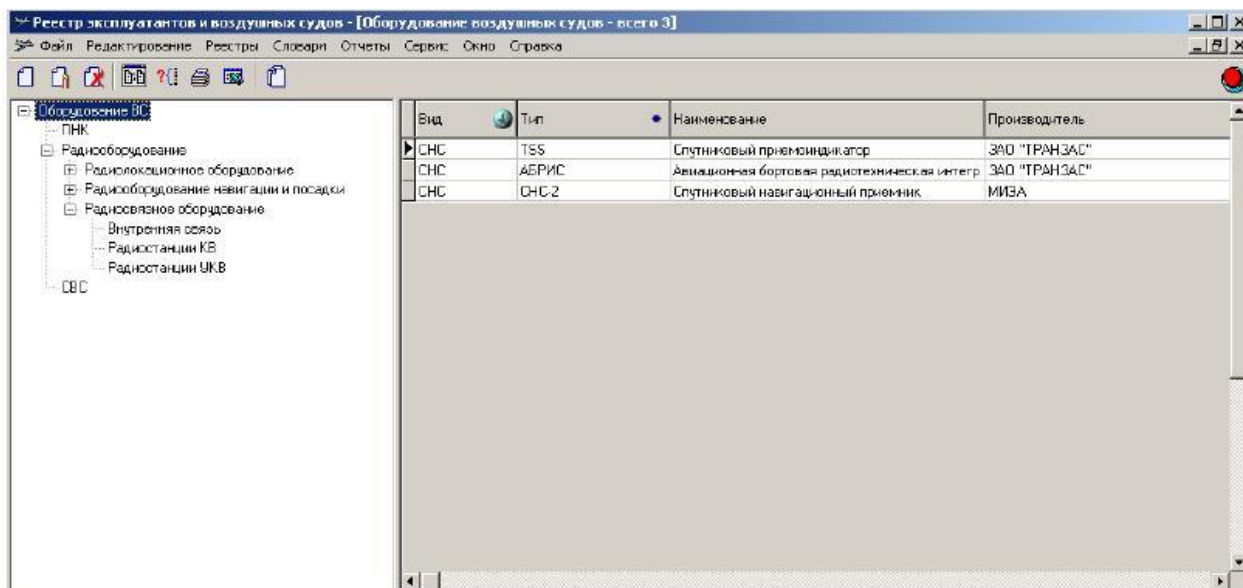 Реестр эксплуатантов и воздушных судов - [Оборудование воздушных судов - всего 3]
Файл Редактирование Реестры Словари Отчеты Сервис Окно Справка
Оборудование ВС
ПНК
Радиооборудование
Радиолокационное оборудование
Радиооборудование навигации и посадки
Радиосвязное оборудование
Внутренняя связь
Радиостанции КВ
Радиостанции УКВ
СВС
Вид Тип Наименование Производитель
СНС TSS Спутниковый приемоиндикатор ЗАО "ТРАНЗАС"
СНС АБРИС Авиационная бортовая радиотехническая интегр ЗАО "ТРАНЗАС"
СНС СНС-2 Спутниковый навигационный приемник МИЗА